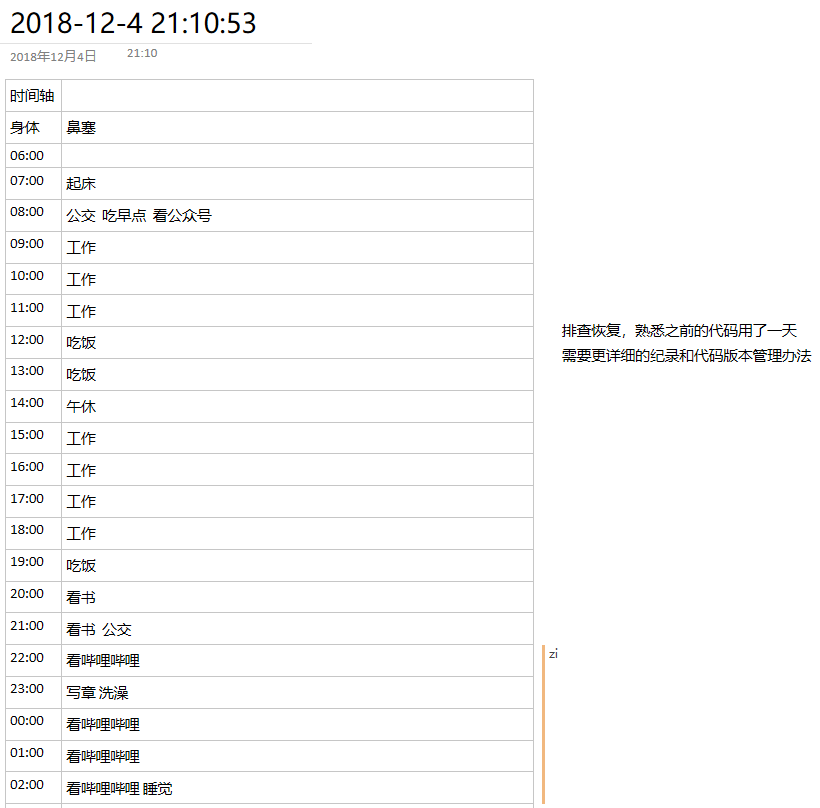 2018-12-4 21:10:53
2018年12月4日 21:10
时间轴
身体 鼻塞
06:00
07:00 起床
08:00 公交 吃早点 看公众号
09:00 工作
10:00 工作
11:00 工作
12:00 吃饭
13:00 吃饭
14:00 午休
15:00 工作
16:00 工作
17:00 工作
18:00 工作
19:00 吃饭
20:00 看书
21:00 看书 公交
22:00 看哔哩哔哩
23:00 写章 洗澡
00:00 看哔哩哔哩
01:00 看哔哩哔哩
02:00 看哔哩哔哩 睡觉
排查恢复，熟悉之前的代码用了一天
需要更详细的纪录和代码版本管理办法
zi